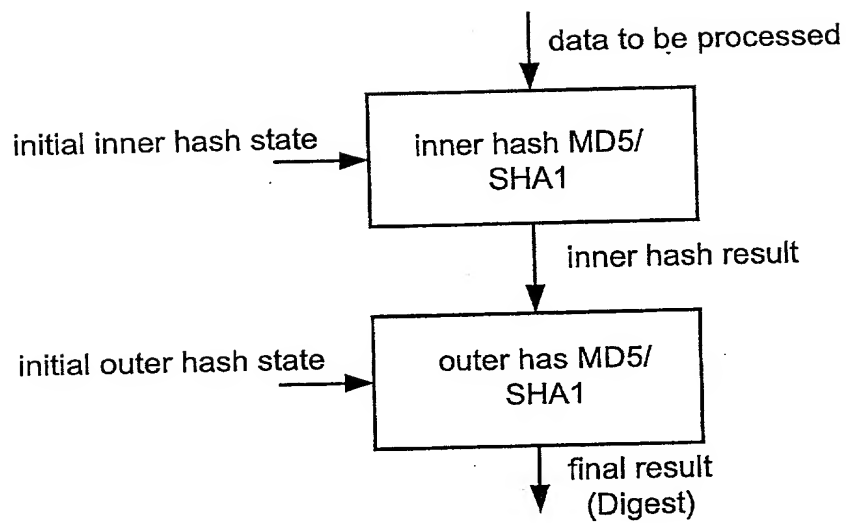 data to be processed
initial inner hash state
inner hash MD5/
SHA1
inner hash result
initial outer hash state
outer has MD5/
SHA1
final result
(Digest)